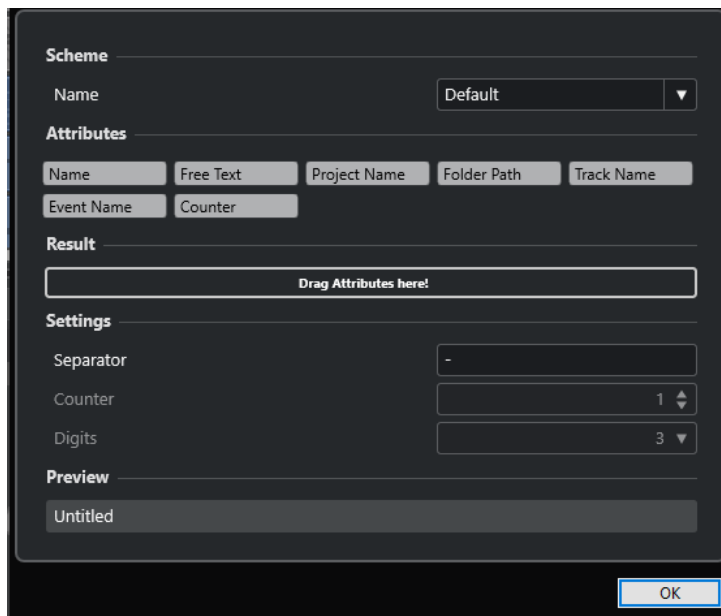 Scheme
Name Default
Attributes
Name Free Text Project Name Folder Path Track Name
Event Name Counter
Result
Drag Attributes here!
Settings
Separator -
Counter 1
Digits 3
Preview
Untitled
OK